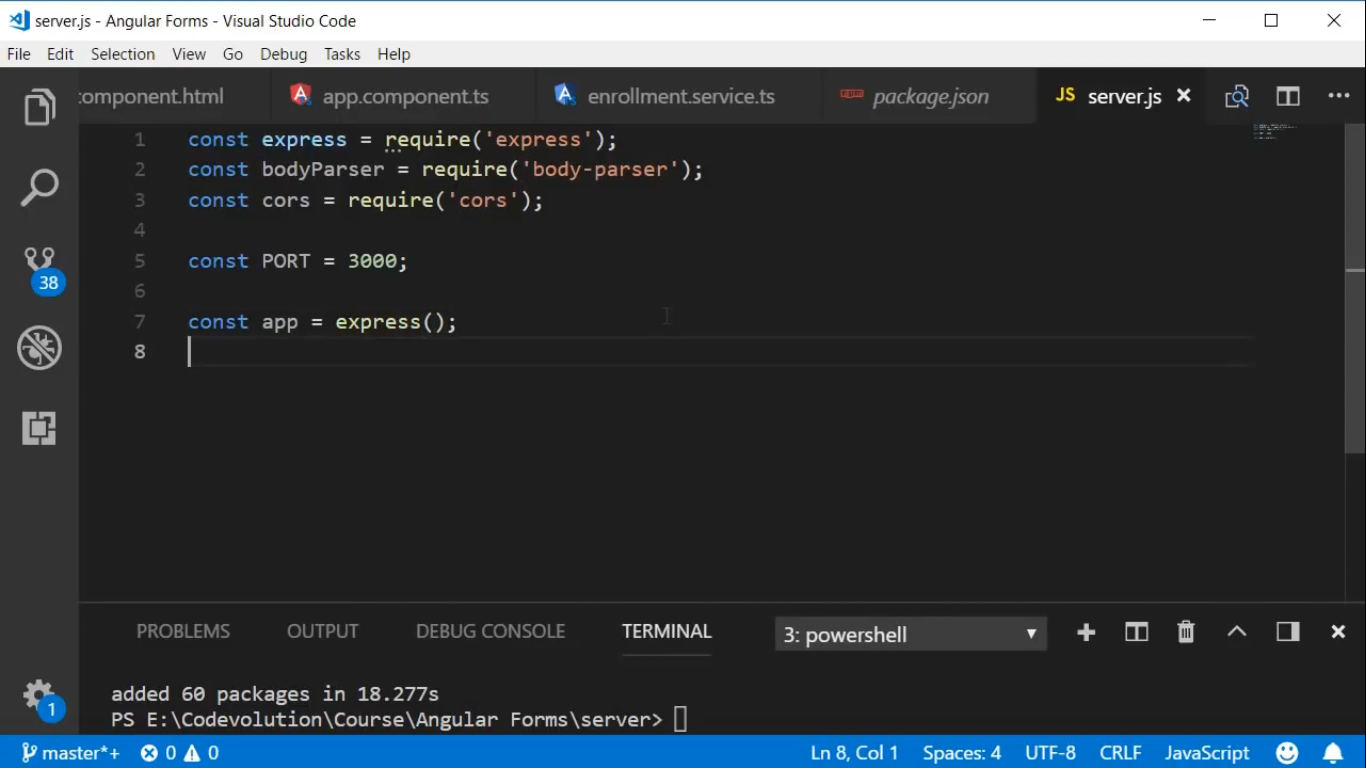 server.js - Angular Forms - Visual Studio Code
File Edit Selection View Go Debug Tasks Help
component.html app.component.ts enrollment.service.ts package.json JS server.js
1 const express = require('express');
2 const bodyParser = require('body-parser');
3 const cors = require('cors');
4
5 const PORT = 3000;
6
7 const app = express();
8
38
PROBLEMS OUTPUT DEBUG CONSOLE TERMINAL 3: powershell
added 60 packages in 18.277s
PS E:\Codevolution\Course\Angular Forms\server>
1
master*+ 0 0 Ln 8, Col 1 Spaces: 4 UTF-8 CRLF JavaScript